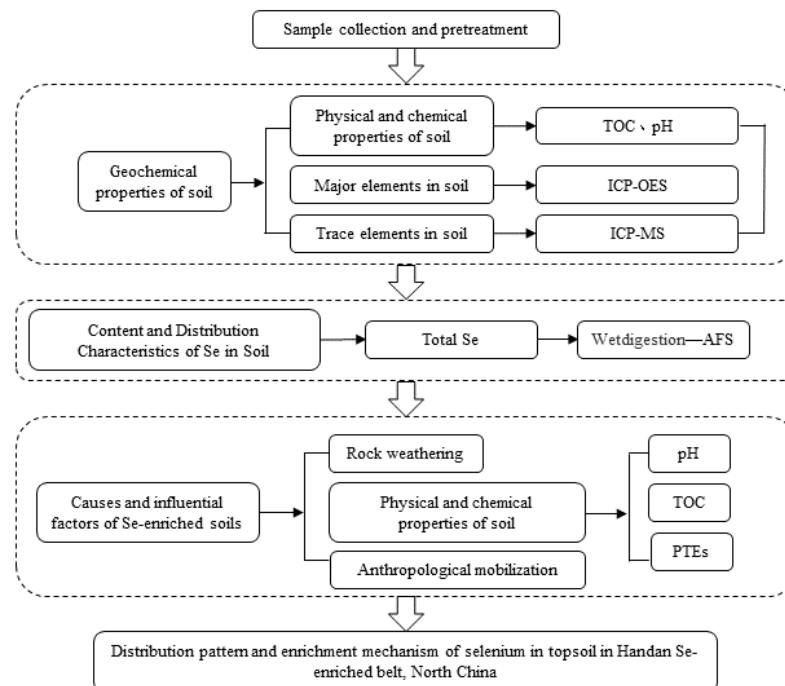 Sample collection and pretreatment
Physical and chemical
properties of soil
TOC、pH
Geochemical
properties of soil
Major elements in soil
ICP-OES
Trace elements in soil
ICP-MS
Content and Distribution
Characteristics of Se in Soil
Total Se
Wetdigestion—AFS
Rock weathering
pH
Causes and influential
factors of Se-enriched soils
Physical and chemical
properties of soil
TOC
PTEs
Anthropological mobilization
Distribution pattern and enrichment mechanism of selenium in topsoil in Handan Se-
enriched belt, North China